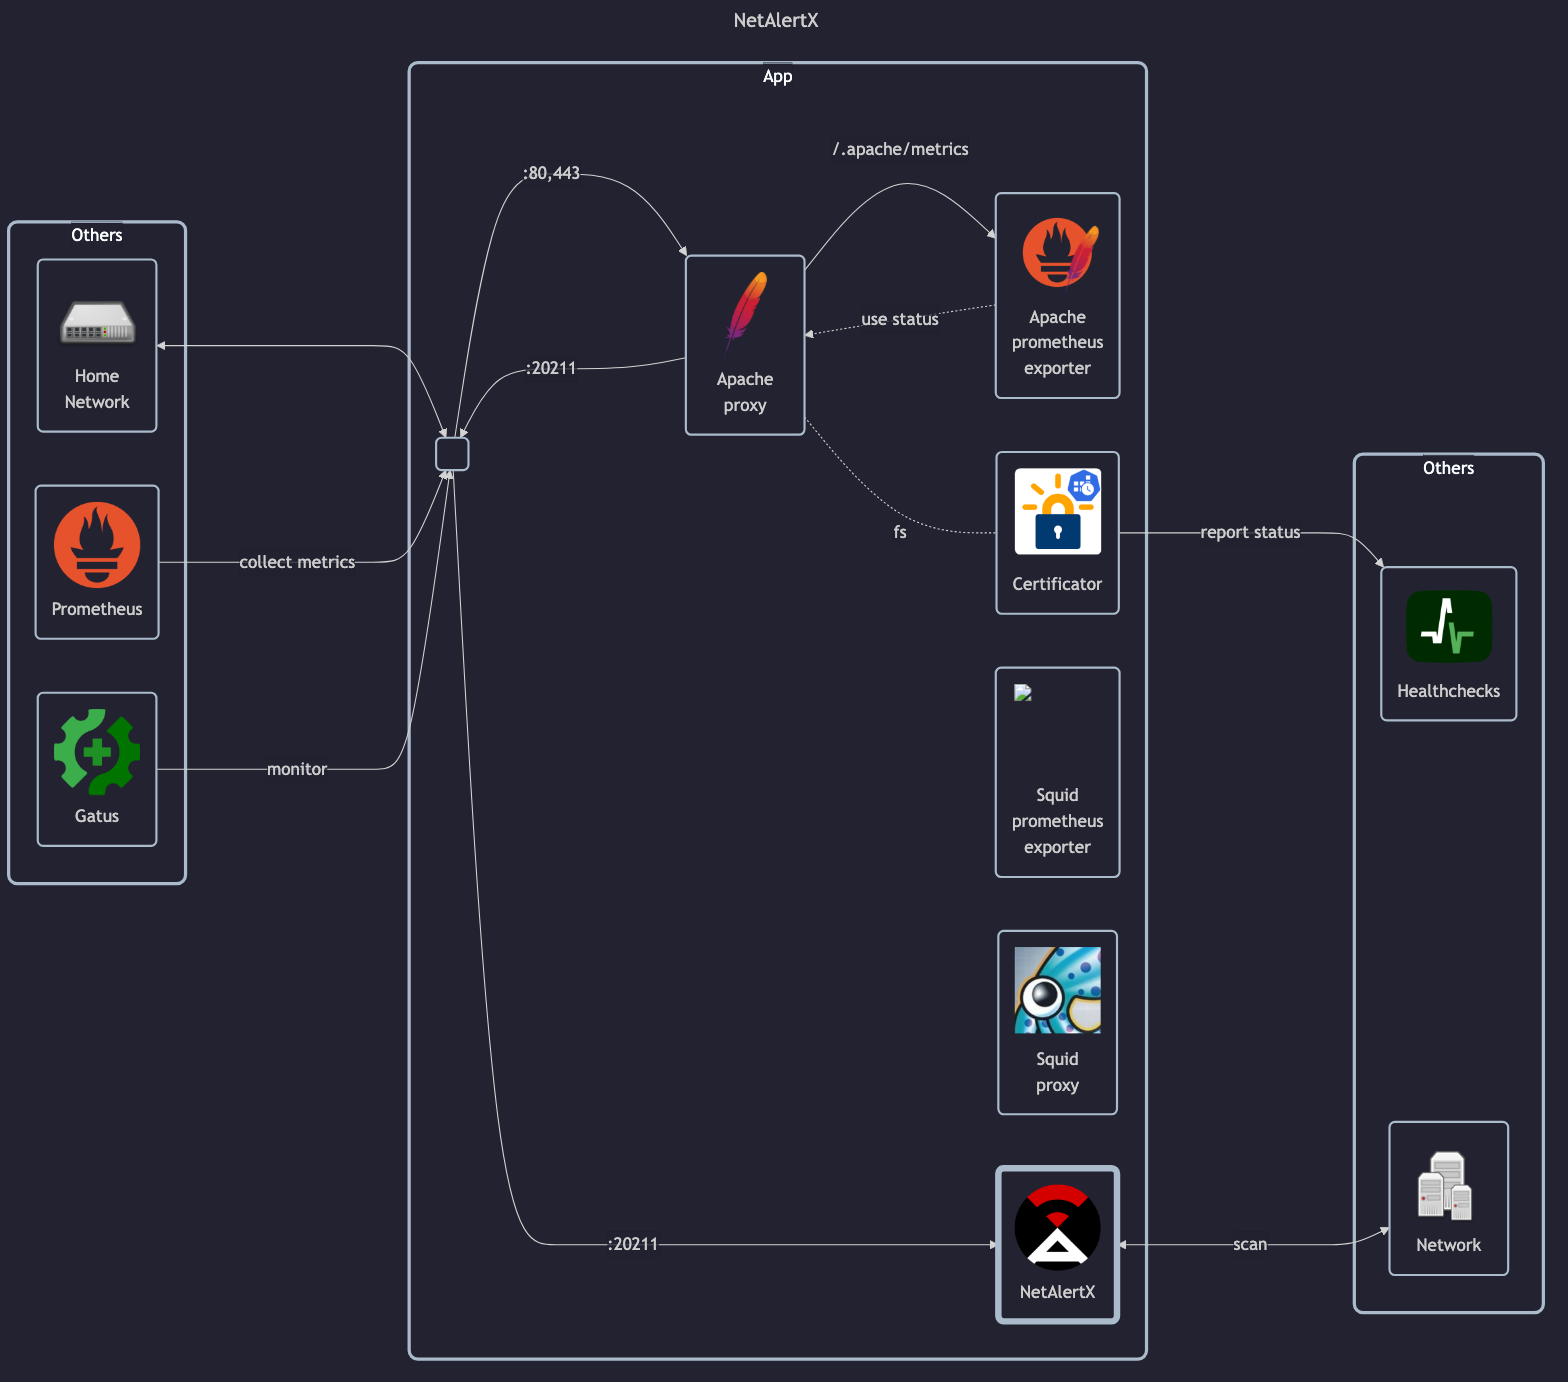 NetAlertX
App
/.apache/metrics
:80,443
Others
Home
Network
Apache
prometheus
exporter
use status
:20211
Apache
proxy
Others
Prometheus
collect metrics
fs
Certificator
report status
Healthchecks
Gatus
monitor
Squid
prometheus
exporter
Squid
proxy
:20211
NetAlertX
scan
Network